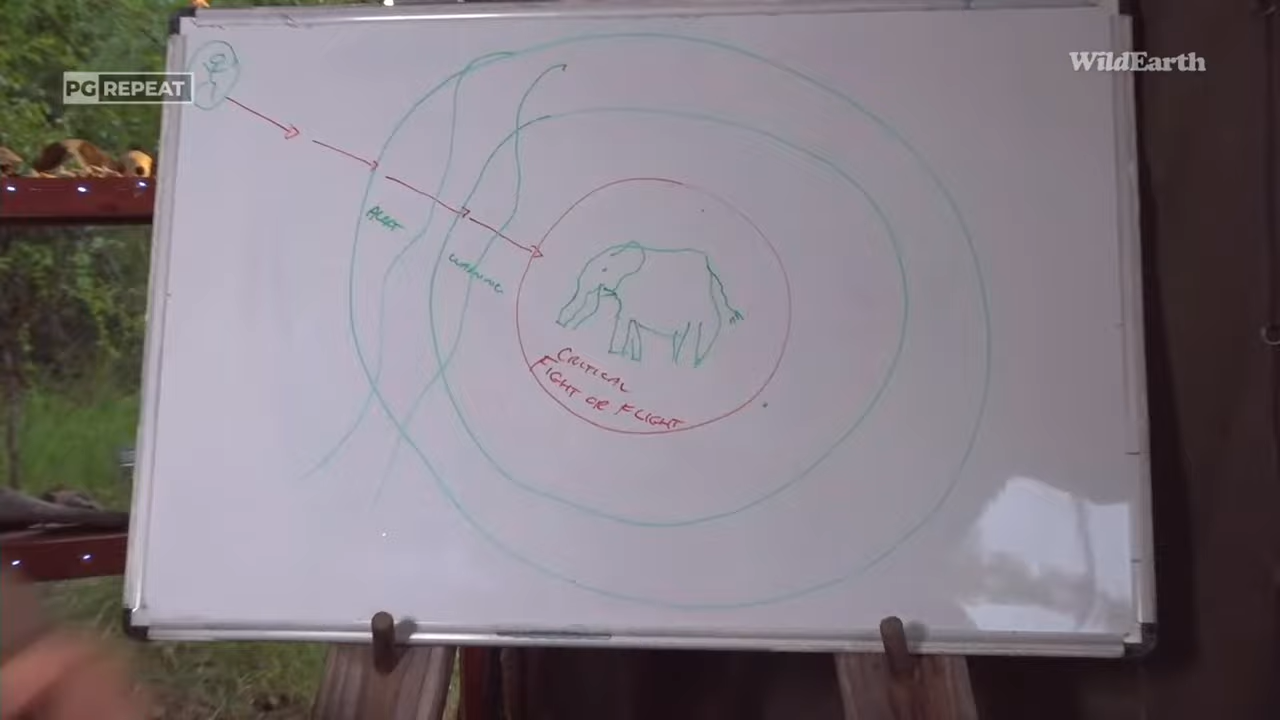 PG REPEAT
WildEarth
ALERT
WARNING
CRITICAL
FIGHT OR FLIGHT